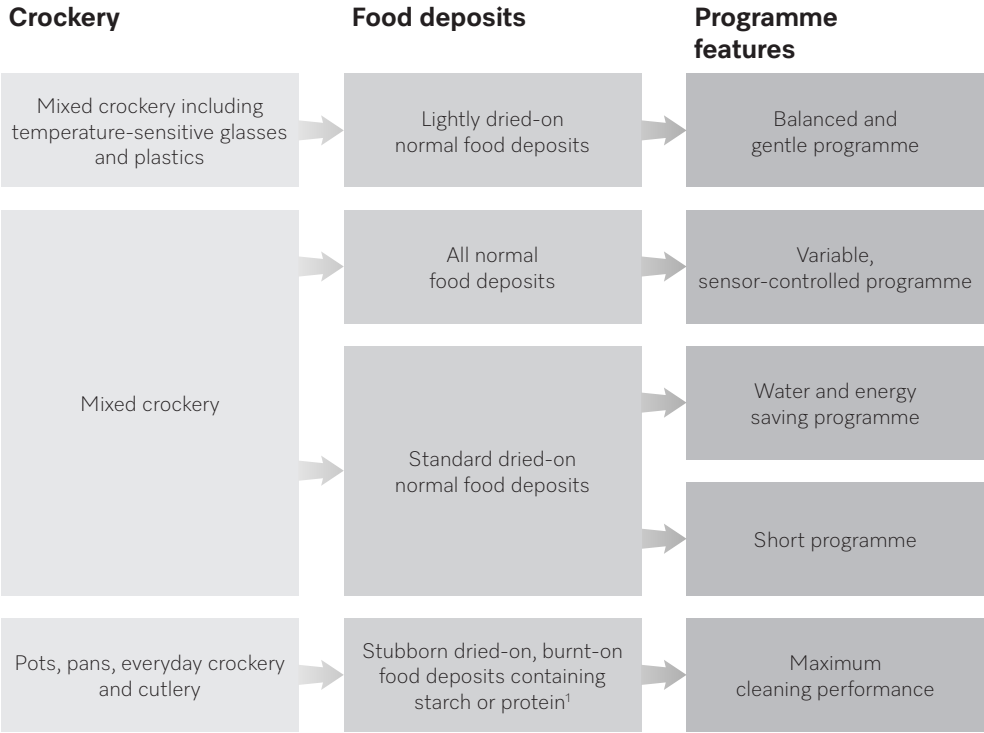 Crockery
Food deposits
Programme
features
Mixed crockery including
temperature-sensitive glasses
and plastics
Lightly dried-on
normal food deposits
Balanced and
gentle programme
Mixed crockery
All normal
food deposits
Variable,
sensor-controlled programme
Standard dried-on
normal food deposits
Water and energy
saving programme
Short programme
Pots, pans, everyday crockery
and cutlery
Stubborn dried-on, burnt-on
food deposits containing
starch or protein¹
Maximum
cleaning performance